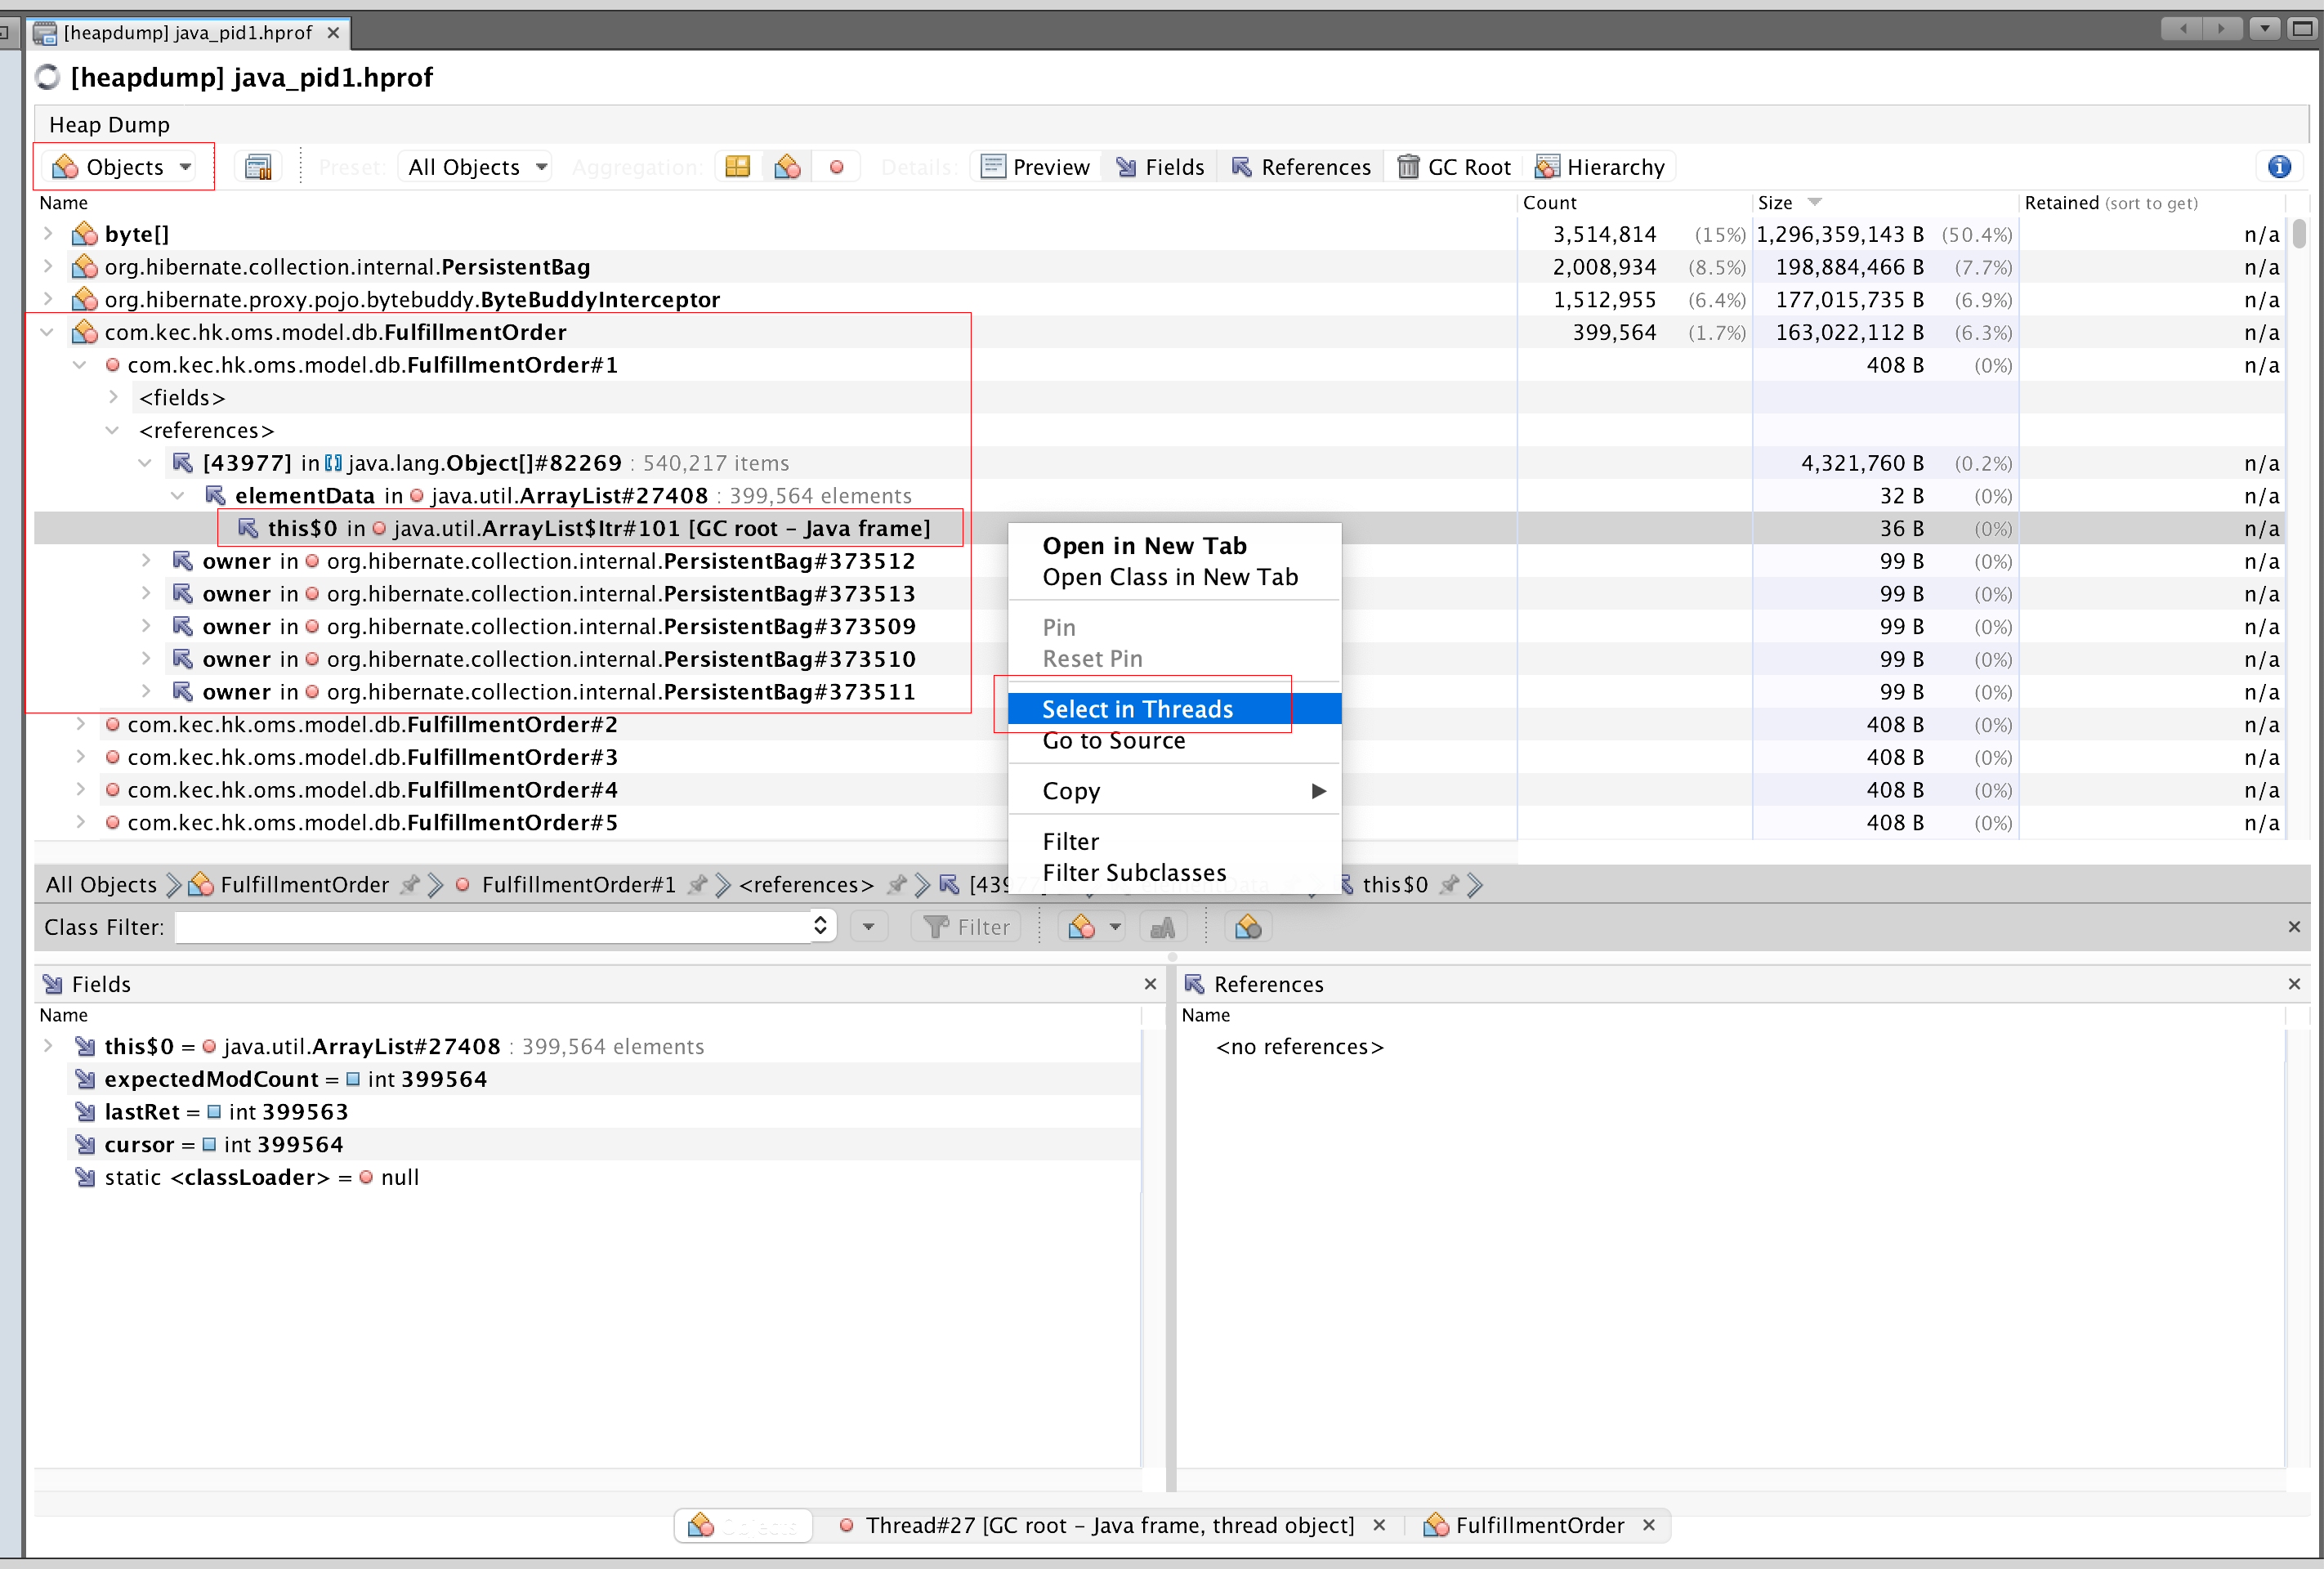 [heapdump] java_pid1.hprof
[heapdump] java_pid1.hprof
Heap Dump
Objects Preset: All Objects Aggregation: Details: Preview Fields References GC Root Hierarchy
Name Count Size Retained (sort to get)
byte[] 3,514,814 (15%) 1,296,359,143 B (50.4%) n/a
org.hibernate.collection.internal.PersistentBag 2,008,934 (8.5%) 198,884,466 B (7.7%) n/a
org.hibernate.proxy.pojo.bytebuddy.ByteBuddyInterceptor 1,512,955 (6.4%) 177,015,735 B (6.9%) n/a
com.kec.hk.oms.model.db.FulfillmentOrder 399,564 (1.7%) 163,022,112 B (6.3%) n/a
com.kec.hk.oms.model.db.FulfillmentOrder#1 408 B (0%) n/a
<fields>
<references>
[43977] in java.lang.Object[]#82269 : 540,217 items 4,321,760 B (0.2%) n/a
elementData in java.util.ArrayList#27408 : 399,564 elements 32 B (0%) n/a
this$0 in java.util.ArrayList$Itr#101 [GC root - Java frame] 36 B (0%) n/a
owner in org.hibernate.collection.internal.PersistentBag#373512 99 B (0%) n/a
owner in org.hibernate.collection.internal.PersistentBag#373513 99 B (0%) n/a
owner in org.hibernate.collection.internal.PersistentBag#373509 99 B (0%) n/a
owner in org.hibernate.collection.internal.PersistentBag#373510 99 B (0%) n/a
owner in org.hibernate.collection.internal.PersistentBag#373511 99 B (0%) n/a
com.kec.hk.oms.model.db.FulfillmentOrder#2 408 B (0%) n/a
com.kec.hk.oms.model.db.FulfillmentOrder#3 408 B (0%) n/a
com.kec.hk.oms.model.db.FulfillmentOrder#4 408 B (0%) n/a
com.kec.hk.oms.model.db.FulfillmentOrder#5 408 B (0%) n/a
Open in New Tab
Open Class in New Tab
Pin
Reset Pin
Select in Threads
Go to Source
Copy
Filter
Filter Subclasses
All Objects FulfillmentOrder FulfillmentOrder#1 <references> this$0
Class Filter: Filter
Fields
Name
this$0 = java.util.ArrayList#27408 : 399,564 elements
expectedModCount = int 399564
lastRet = int 399563
cursor = int 399564
static <classLoader> = null
References
Name
<no references>
Objects Thread#27 [GC root - Java frame, thread object] FulfillmentOrder